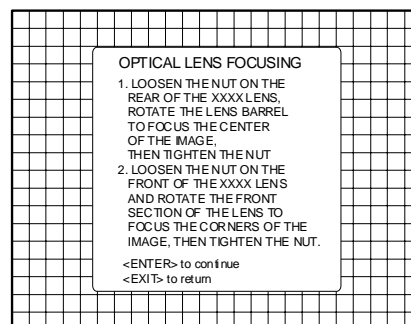 OPTICAL LENS FOCUSING
1. LOOSEN THE NUT ON THE
REAR OF THE XXXX LENS,
ROTATE THE LENS BARREL
TO FOCUS THE CENTER
OF THE IMAGE,
THEN TIGHTEN THE NUT
2. LOOSEN THE NUT ON THE
FRONT OF THE XXXX LENS
AND ROTATE THE FRONT
SECTION OF THE LENS TO
FOCUS THE CORNERS OF THE
IMAGE, THEN TIGHTEN THE NUT.
<ENTER> to continue
<EXIT> to return